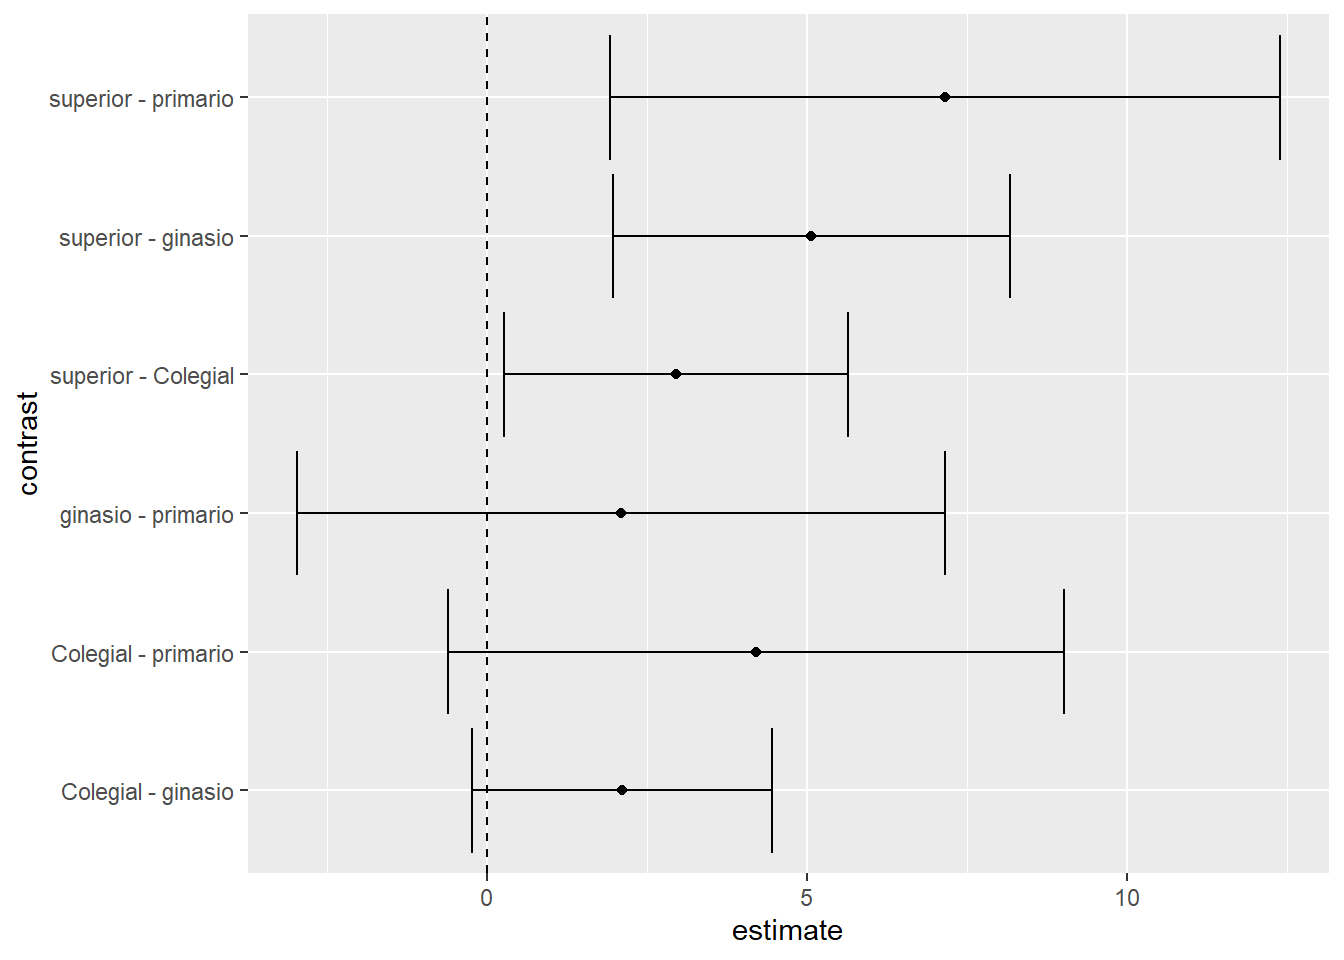 superior - primario
superior - ginasio
superior - Colegial
ginasio - primario
Colegial - primario
Colegial - ginasio
contrast
0
5
10
estimate